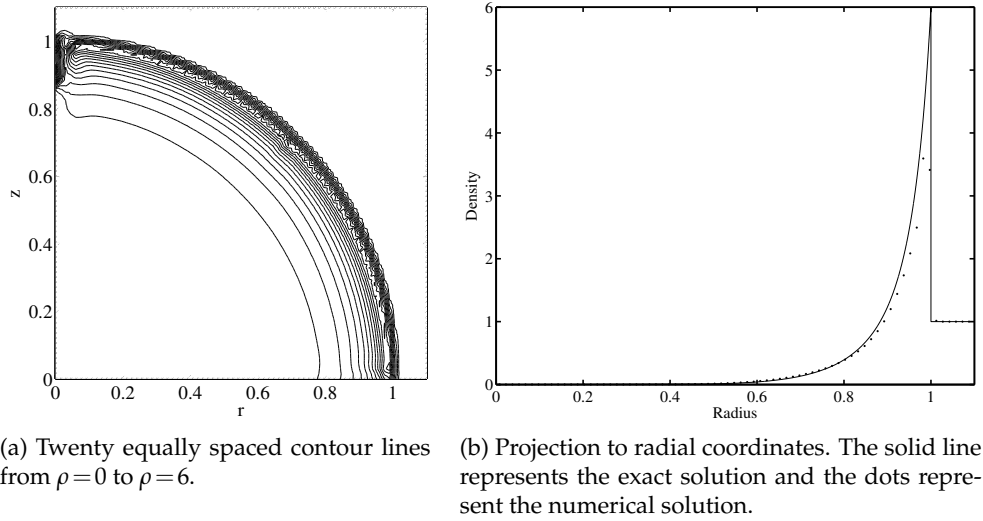 1
0.8
0.6
0.4
0.2
0
z
0 0.2 0.4 0.6 0.8 1
r
6
5
4
3
2
1
0
Density
0 0.2 0.4 0.6 0.8 1
Radius
(a) Twenty equally spaced contour lines
from ρ=0 to ρ=6.
(b) Projection to radial coordinates. The solid line
represents the exact solution and the dots repre-
sent the numerical solution.